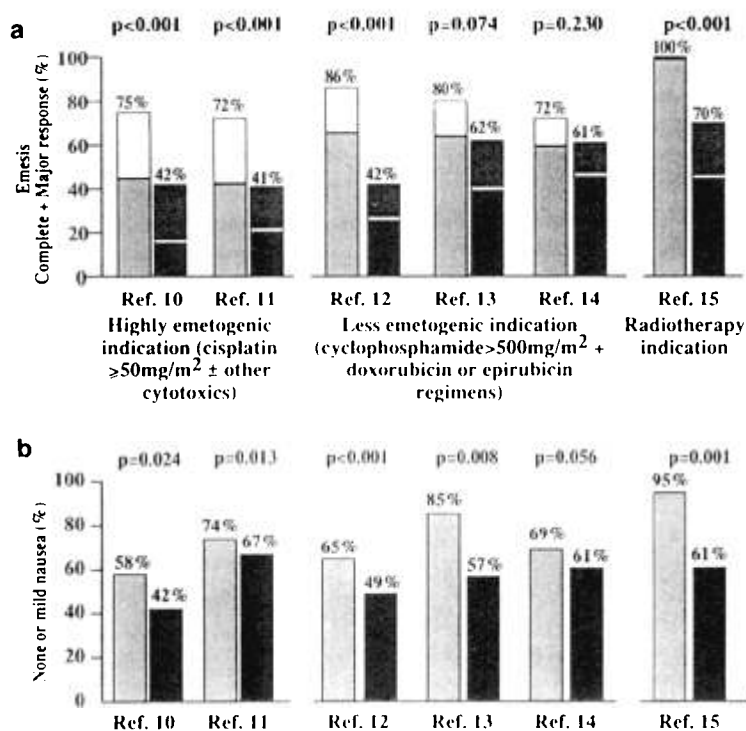 a
p<0.001 p<0.001 p<0.001 p=0.074 p=0.230 p<0.001
Emesis
Complete + Major response (%)
100
80
60
40
20
0
75% 42% 72% 41% 86% 42% 80% 62% 72% 61% 100% 70%
Ref. 10 Ref. 11 Ref. 12 Ref. 13 Ref. 14 Ref. 15
Highly emetogenic
indication (cisplatin
≥50mg/m² ± other
cytotoxics)
Less emetogenic indication
(cyclophosphamide>500mg/m² +
doxorubicin or epirubicin
regimens)
Radiotherapy
indication
b
p=0.024 p=0.013 p<0.001 p=0.008 p=0.056 p=0.001
None or mild nausea (%)
100
80
60
40
20
0
58% 42% 74% 67% 65% 49% 85% 57% 69% 61% 95% 61%
Ref. 10 Ref. 11 Ref. 12 Ref. 13 Ref. 14 Ref. 15